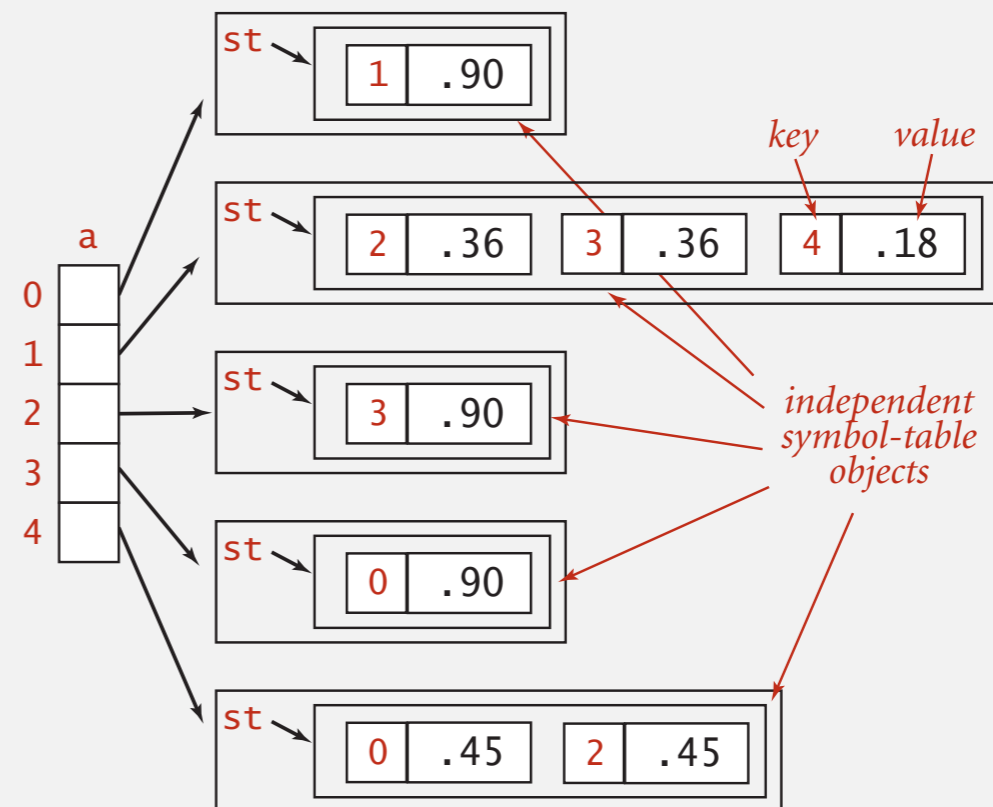 st
1 .90
key value
st
2 .36 3 .36 4 .18
a
0
1
2
3
4
st
3 .90
independent
symbol-table
objects
st
0 .90
st
0 .45 2 .45